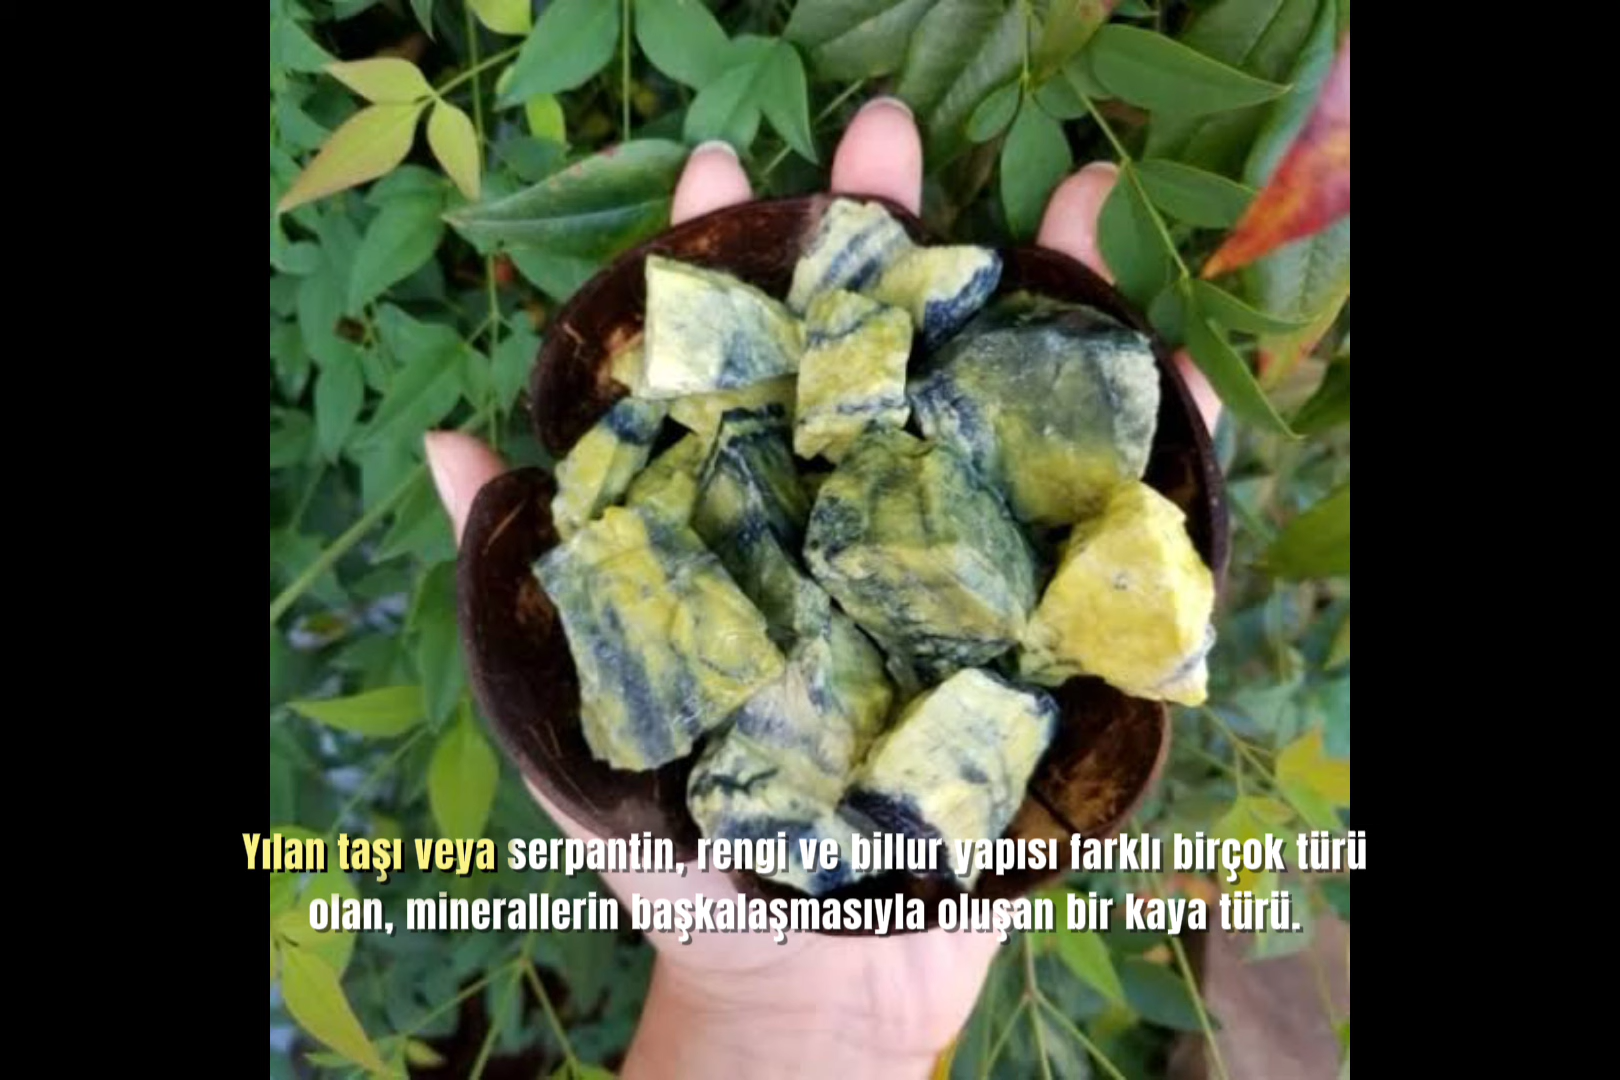 Yılan taşı veya serpantin, rengi ve billur yapısı farklı birçok türü
olan, minerallerin başkalaşmasıyla oluşan bir kaya türü.